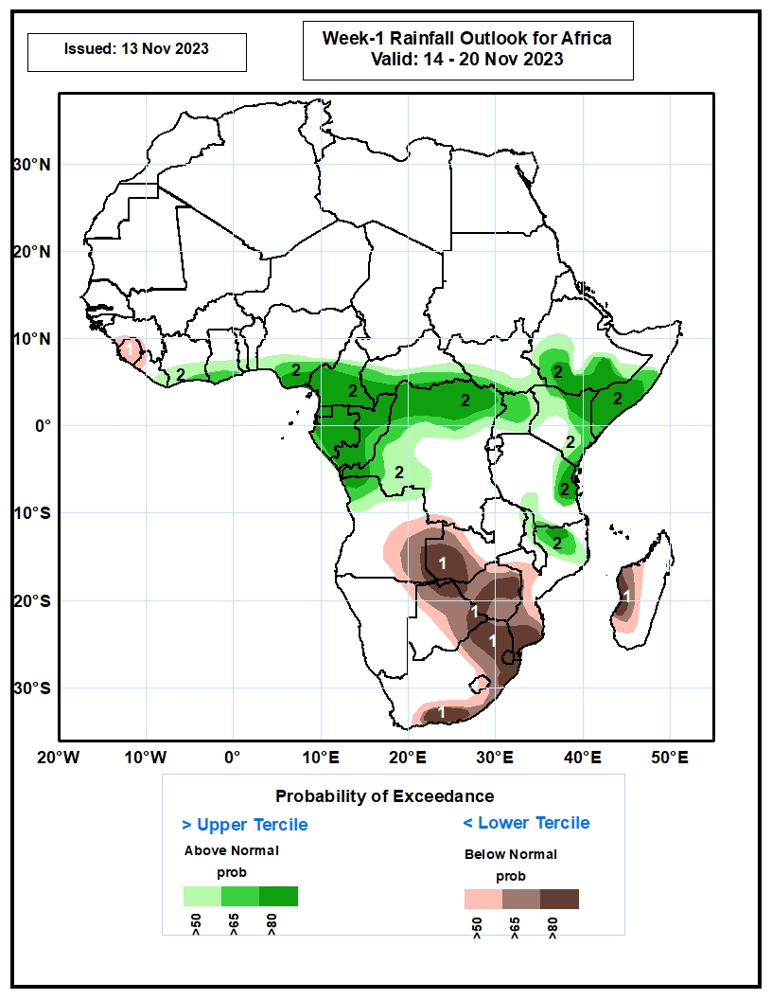 Issued: 13 Nov 2023
Week-1 Rainfall Outlook for Africa
Valid: 14 - 20 Nov 2023
30°N
20°N
10°N
0°
10°S
20°S
30°S
1
2
2
2
2
2
2
2
2
2
2
1
1
1
1
1
20°W
10°W
0°
10°E
20°E
30°E
40°E
50°E
Probability of Exceedance
> Upper Tercile
< Lower Tercile
Above Normal
Below Normal
prob
prob
>50
>65
>80
>50
>65
>80